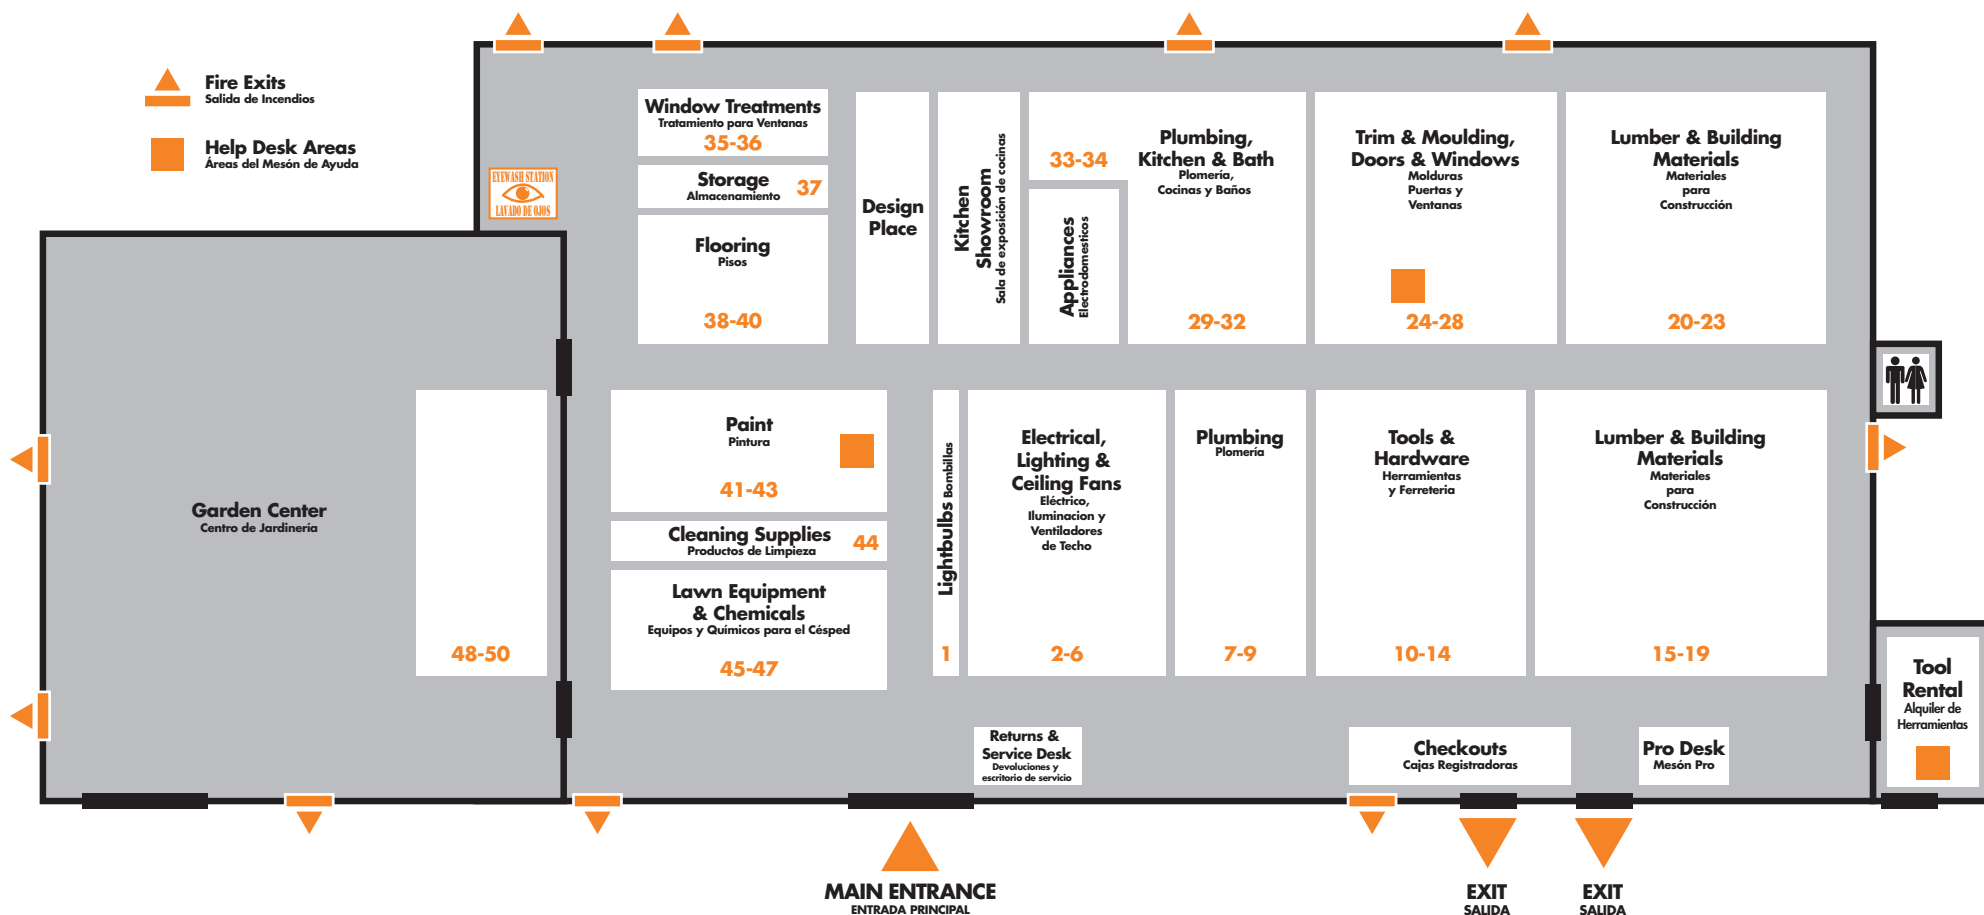 Fire Exits
Salida de Incendios
Help Desk Areas
Áreas del Mesón de Ayuda
EYEWASH STATION
LAVADO DE OJOS
Window Treatments
Tratamiento para Ventanas
35-36
Storage
Almacenamiento
37
Flooring
Pisos
38-40
Design
Place
Kitchen
Showroom
Sala de exposición de cocinas
33-34
Appliances
Electrodomesticos
Plumbing,
Kitchen & Bath
Plomería,
Cocinas y Baños
29-32
Trim & Moulding,
Doors & Windows
Molduras
Puertas y
Ventanas
24-28
Lumber & Building
Materials
Materiales
para
Construcción
20-23
Garden Center
Centro de Jardinería
48-50
Paint
Pintura
41-43
Cleaning Supplies
Productos de Limpieza
44
Lawn Equipment
& Chemicals
Equipos y Químicos para el Césped
45-47
Lightbulbs Bombillas
1
Electrical,
Lighting &
Ceiling Fans
Eléctrico,
Iluminacion y
Ventiladores
de Techo
2-6
Plumbing
Plomería
7-9
Tools &
Hardware
Herramientas
y Ferreteria
10-14
Lumber & Building
Materials
Materiales
para
Construcción
15-19
Tool
Rental
Alquiler de
Herramientas
Returns &
Service Desk
Devoluciones y
escritorio de servicio
Checkouts
Cajas Registradoras
Pro Desk
Mesón Pro
MAIN ENTRANCE
ENTRADA PRINCIPAL
EXIT
SALIDA
EXIT
SALIDA